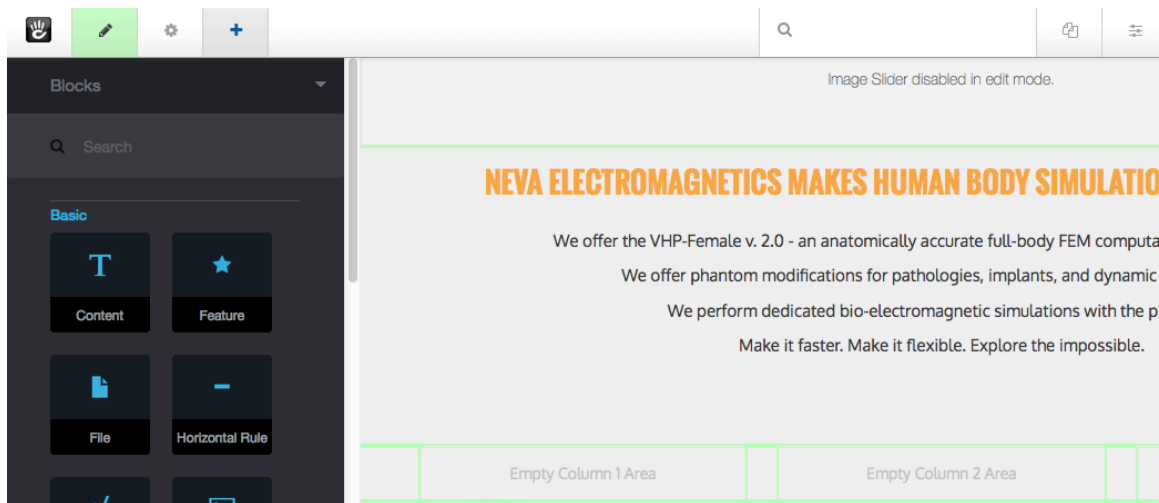 Blocks
Search
Basic
Content
Feature
File
Horizontal Rule
Image Slider disabled in edit mode.
NEVA ELECTROMAGNETICS MAKES HUMAN BODY
We offer the VHP-Female v. 2.0 - an anatomically accurate full-body FEM
We offer phantom modifications for pathologies, implants, and dynamic
We perform dedicated bio-electromagnetic simulations with the
Make it faster. Make it flexible. Explore the impossible.
Empty Column 1 Area
Empty Column 2 Area